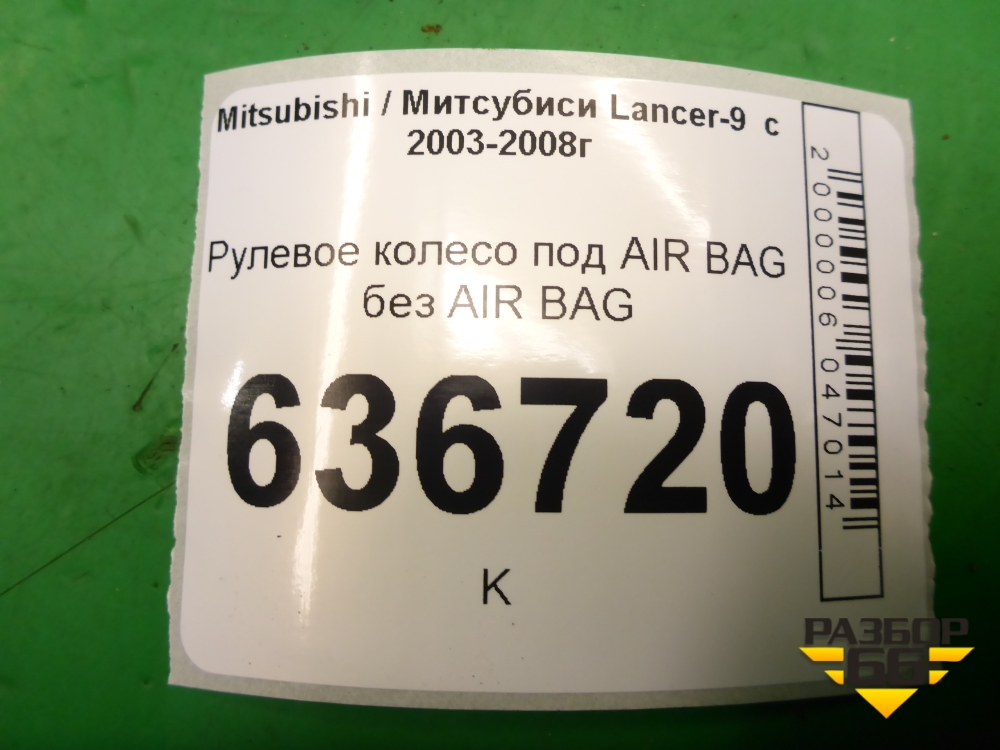 Mitsubishi / Митсубиси Lancer-9 с
2003-2008г
Рулевое колесо под AIR BAG
без AIR BAG
636720
К
2000006047014
РАЗБОР
66